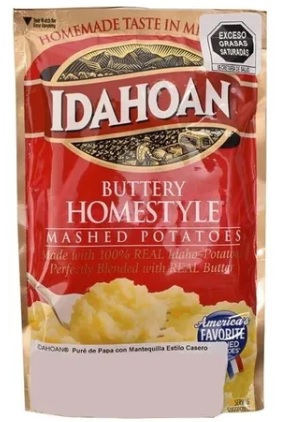 HOMEMADE TASTE IN
EXCESO
GRASAS
SATURADAS
IDAHOAN
BUTTERY
HOMESTYLE
MASHED POTATOES
Made with 100% REAL Idaho Potatoes
Perfectly Blended with REAL Butter
America's
FAVORITE
IDAHOAN® Puré de Papa con Mantequilla Estilo Casero